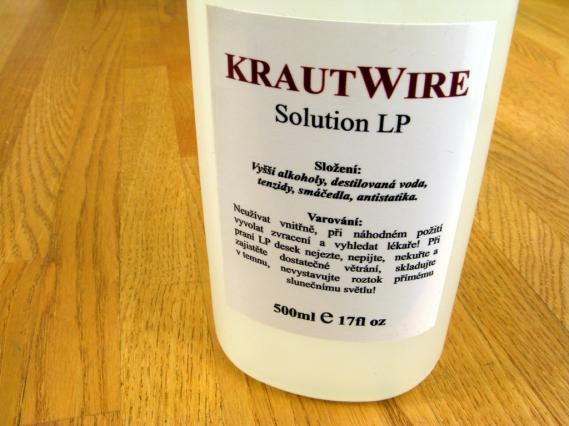 KRAUTWIRE
Solution LP
Složení:
Vyšší alkoholy, destilovaná voda,
tenzidy, smáčedla, antistatika.
Varování:
Neužívat vnitřně, při náhodném požití
vyvolat zvracení a vyhledat lékaře! Při
praní LP desek nejezte, nepijte, nekuřte a
zajistěte dostatečné větrání, skladujte
v temnu, nevystavujte roztok přímému
slunečnímu světlu!
500ml ℮ 17fl oz